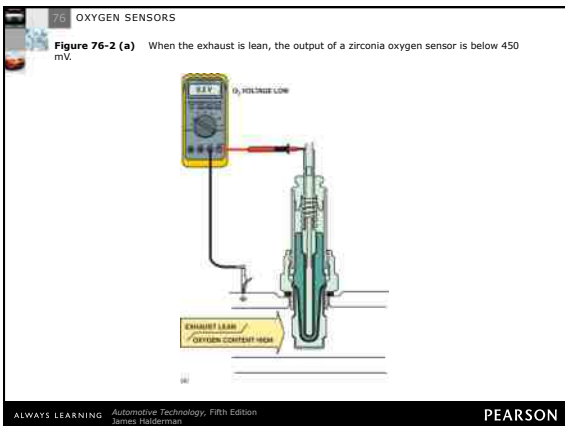 76 OXYGEN SENSORS
Figure 76-2 (a) When the exhaust is lean, the output of a zirconia oxygen sensor is below 450
mV.
O₂ VOLTAGE LOW
EXHAUST LEAN
OXYGEN CONTENT HIGH
(a)
ALWAYS LEARNING Automotive Technology, Fifth Edition
James Halderman
PEARSON